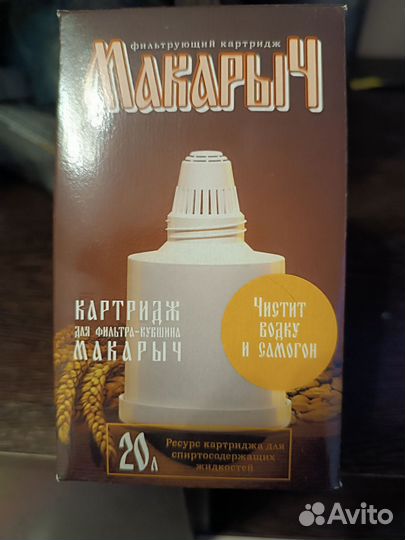 фильтрующий картридж
МАКАРЫЧ
КАРТРИДЖ
ДЛЯ ФИЛЬТРА-КУВШИНА
МАКАРЫЧ
Чистит
водку
и самогон
20л
Ресурс картриджа для
спиртосодержащих
жидкостей
Avito